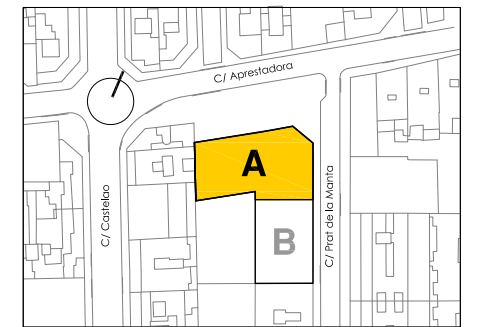 C/ Aprestadora
A
C/ Castelao
C/ Prat de la Manta
B